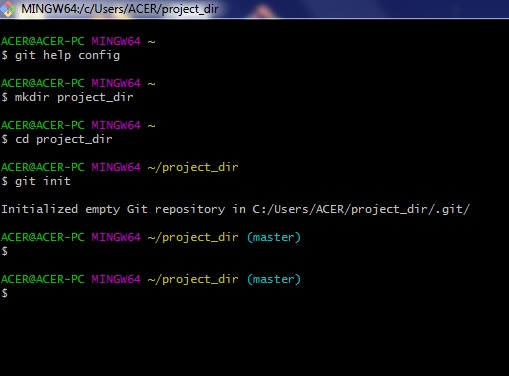 MINGW64:/c/Users/ACER/project_dir
ACER@ACER-PC MINGW64 ~
$ git help config
ACER@ACER-PC MINGW64 ~
$ mkdir project_dir
ACER@ACER-PC MINGW64 ~
$ cd project_dir
ACER@ACER-PC MINGW64 ~/project_dir
$ git init
Initialized empty Git repository in C:/Users/ACER/project_dir/.git/
ACER@ACER-PC MINGW64 ~/project_dir (master)
$
ACER@ACER-PC MINGW64 ~/project_dir (master)
$